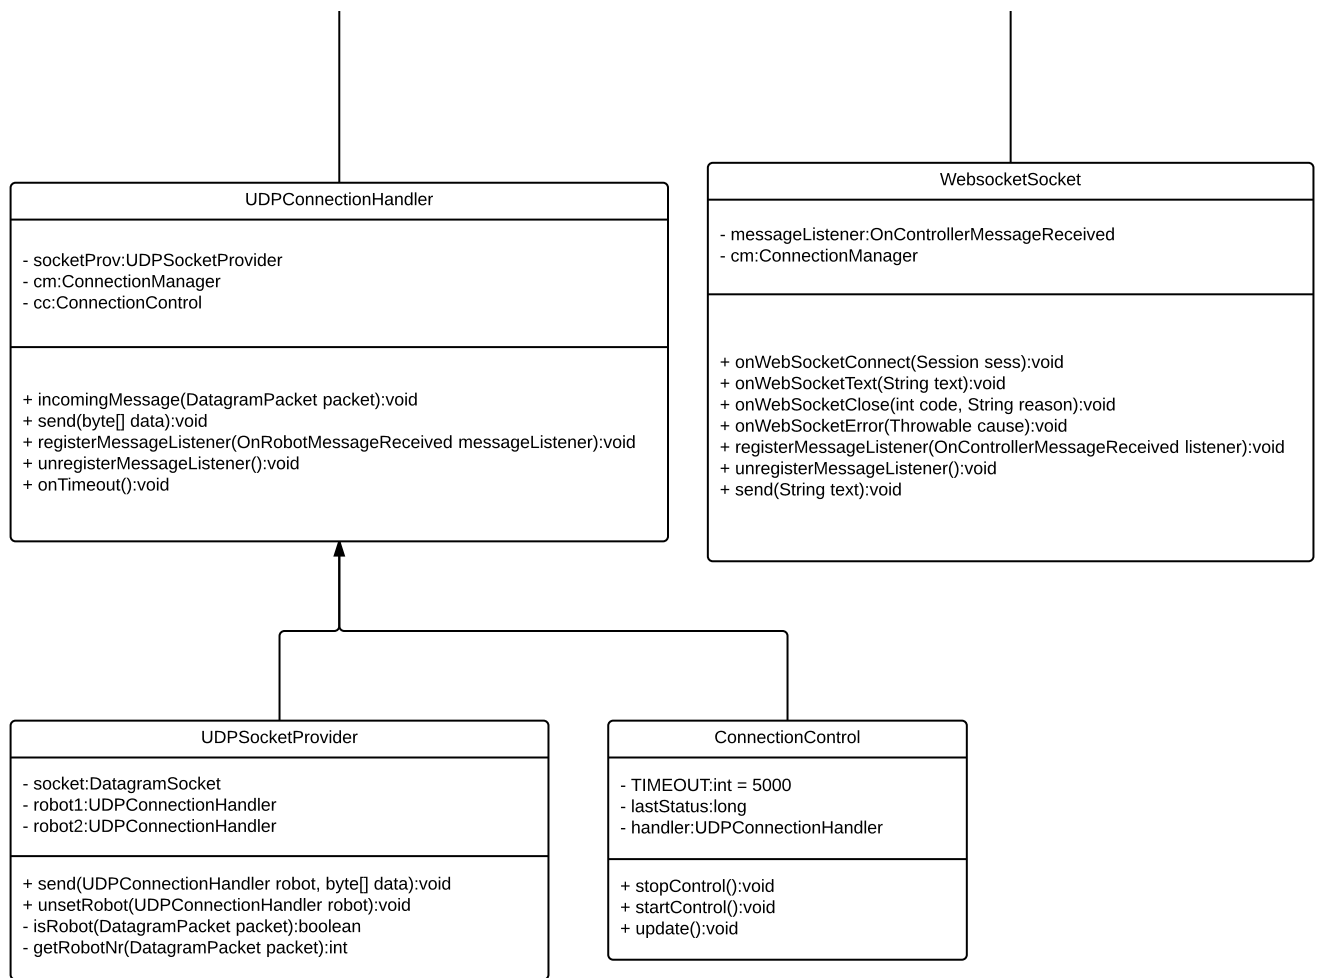 UDPConnectionHandler
- socketProv:UDPSocketProvider
- cm:ConnectionManager
- cc:ConnectionControl
+ incomingMessage(DatagramPacket packet):void
+ send(byte[] data):void
+ registerMessageListener(OnRobotMessageReceived messageListener):void
+ unregisterMessageListener():void
+ onTimeout():void
WebsocketSocket
- messageListener:OnControllerMessageReceived
- cm:ConnectionManager
+ onWebSocketConnect(Session sess):void
+ onWebSocketText(String text):void
+ onWebSocketClose(int code, String reason):void
+ onWebSocketError(Throwable cause):void
+ registerMessageListener(OnControllerMessageReceived listener):void
+ unregisterMessageListener():void
+ send(String text):void
UDPSocketProvider
- socket:DatagramSocket
- robot1:UDPConnectionHandler
- robot2:UDPConnectionHandler
+ send(UDPConnectionHandler robot, byte[] data):void
+ unsetRobot(UDPConnectionHandler robot):void
- isRobot(DatagramPacket packet):boolean
- getRobotNr(DatagramPacket packet):int
ConnectionControl
- TIMEOUT:int = 5000
- lastStatus:long
- handler:UDPConnectionHandler
+ stopControl():void
+ startControl():void
+ update():void